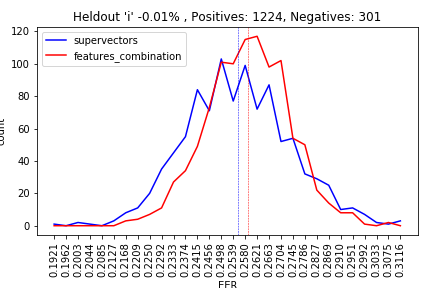 Heldout 'i' -0.01% , Positives: 1224, Negatives: 301
supervectors
features_combination
120
100
80
60
40
20
0
count
0.1921 0.1962 0.2003 0.2044 0.2085 0.2127 0.2168 0.2209 0.2250 0.2292 0.2333 0.2374 0.2415 0.2456 0.2498 0.2539 0.2580 0.2621 0.2663 0.2704 0.2745 0.2786 0.2827 0.2869 0.2910 0.2951 0.2992 0.3033 0.3075 0.3116
EER